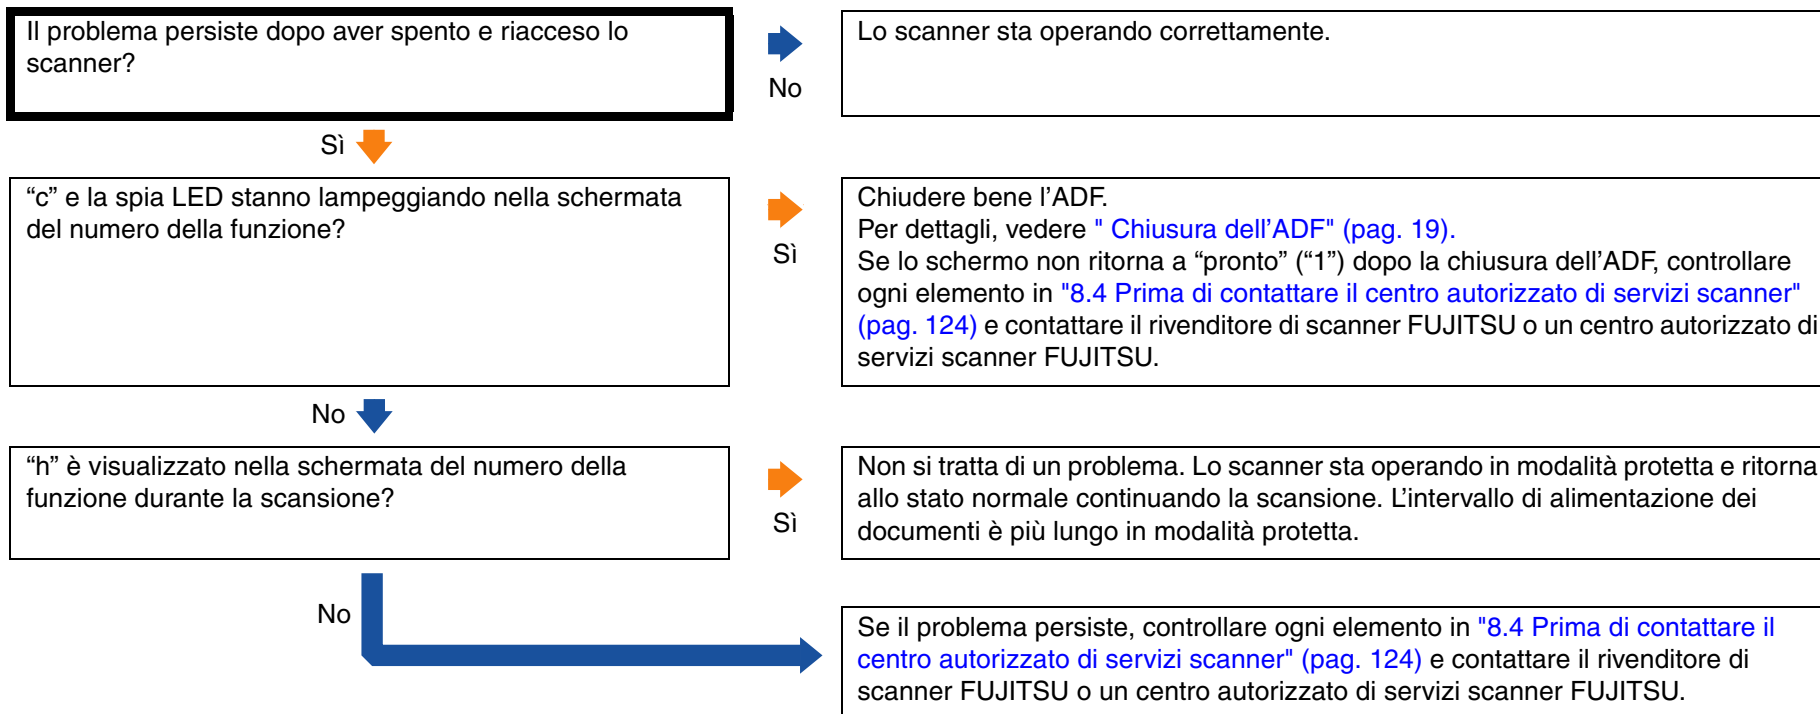 Il problema persiste dopo aver spento e riacceso lo
scanner?
No
Lo scanner sta operando correttamente.
Sì
“c” e la spia LED stanno lampeggiando nella schermata
del numero della funzione?
Sì
Chiudere bene l’ADF.
Per dettagli, vedere " Chiusura dell’ADF" (pag. 19).
Se lo schermo non ritorna a “pronto” (“1”) dopo la chiusura dell’ADF, controllare
ogni elemento in "8.4 Prima di contattare il centro autorizzato di servizi scanner"
(pag. 124) e contattare il rivenditore di scanner FUJITSU o un centro autorizzato di
servizi scanner FUJITSU.
No
“h” è visualizzato nella schermata del numero della
funzione durante la scansione?
Sì
Non si tratta di un problema. Lo scanner sta operando in modalità protetta e ritorna
allo stato normale continuando la scansione. L’intervallo di alimentazione dei
documenti è più lungo in modalità protetta.
No
Se il problema persiste, controllare ogni elemento in "8.4 Prima di contattare il
centro autorizzato di servizi scanner" (pag. 124) e contattare il rivenditore di
scanner FUJITSU o un centro autorizzato di servizi scanner FUJITSU.